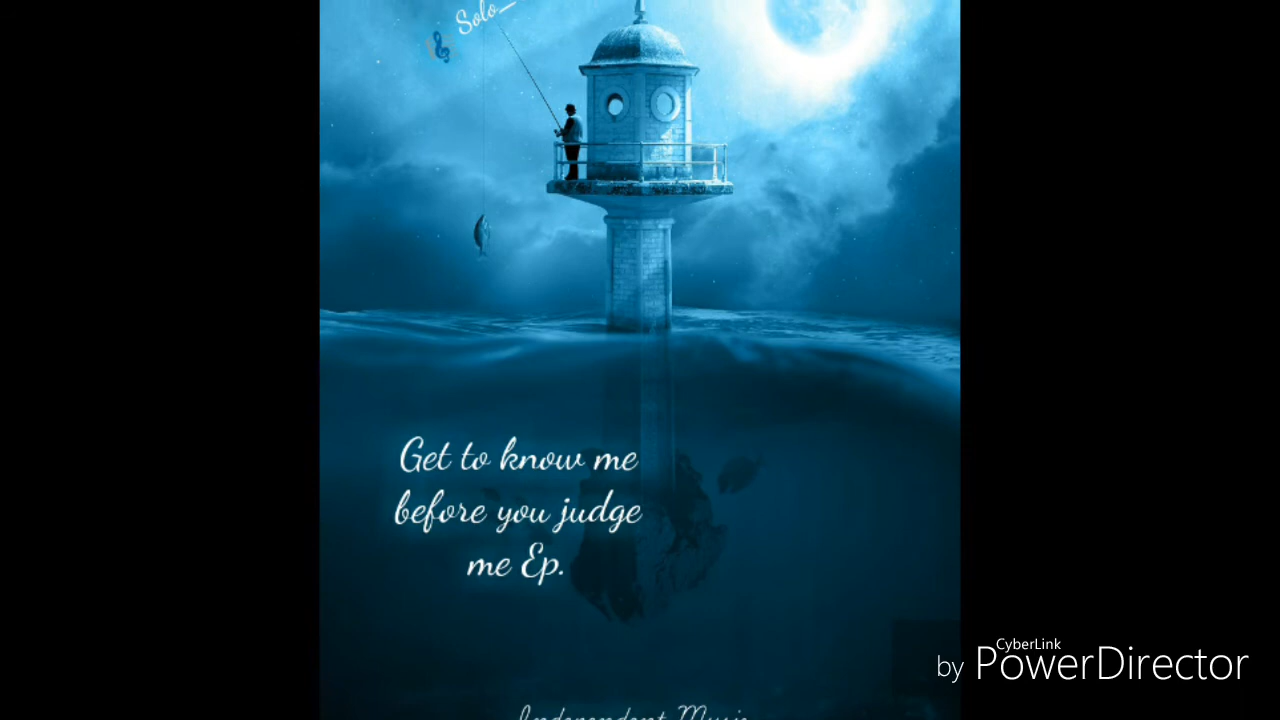 Solo_
Get to know me
before you judge
me Ep.
Independent Music
CyberLink
by PowerDirector